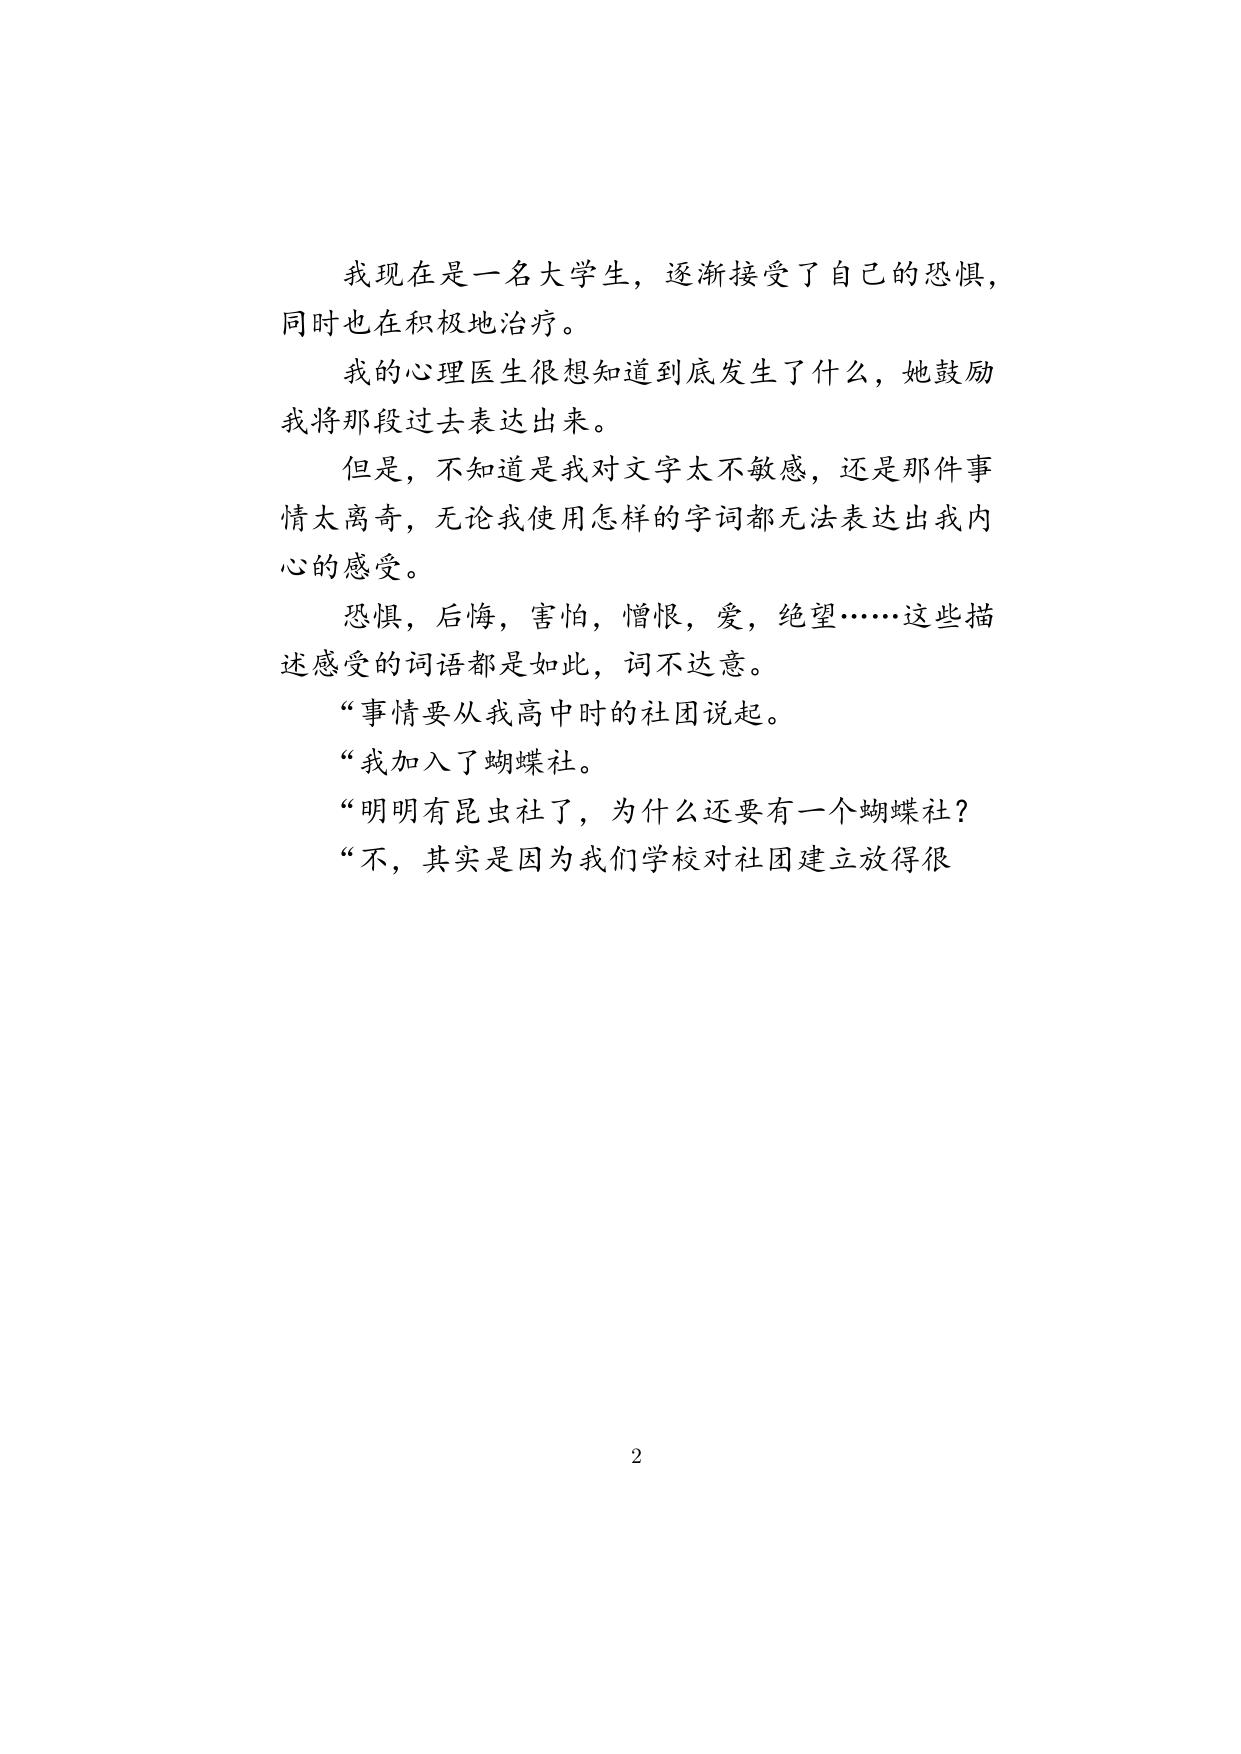 我现在是一名大学生，逐渐接受了自己的恐惧，
同时也在积极地治疗。
我的心理医生很想知道到底发生了什么，她鼓励
我将那段过去表达出来。
但是，不知道是我对文字太不敏感，还是那件事
情太离奇，无论我使用怎样的字词都无法表达出我内
心的感受。
恐惧，后悔，害怕，憎恨，爱，绝望……这些描
述感受的词语都是如此，词不达意。
“事情要从我高中时的社团说起。
“我加入了蝴蝶社。
“明明有昆虫社了，为什么还要有一个蝴蝶社？
“不，其实是因为我们学校对社团建立放得很
2